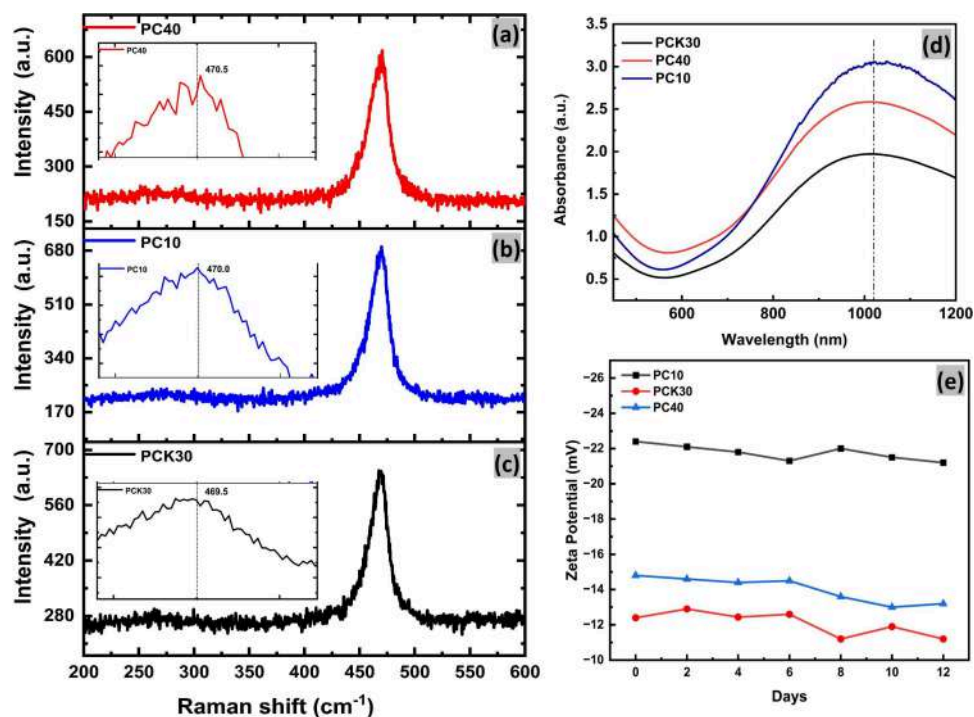 PC40
(a)
PC40
470.5
600
450
300
150
Intensity (a.u.)
PC10
(b)
PC10
470.0
680
510
340
170
Intensity (a.u.)
PCK30
(c)
PCK30
469.5
700
560
420
280
Intensity (a.u.)
200 250 300 350 400 450 500 550 600
Raman shift (cm⁻¹)
(d)
PCK30
PC40
PC10
3.5
3.0
2.5
2.0
1.5
1.0
0.5
Absorbance (a.u.)
600 800 1000 1200
Wavelength (nm)
(e)
PC10
PCK30
PC40
−26
−24
−22
−20
−18
−16
−14
−12
−10
Zeta Potential (mV)
0 2 4 6 8 10 12
Days